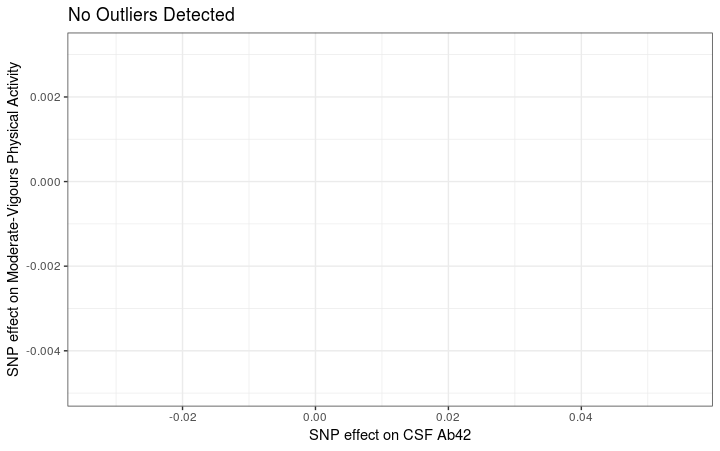 No Outliers Detected
SNP effect on Moderate-Vigours Physical Activity
0.002
0.000
-0.002
-0.004
-0.02
0.00
0.02
0.04
SNP effect on CSF Ab42